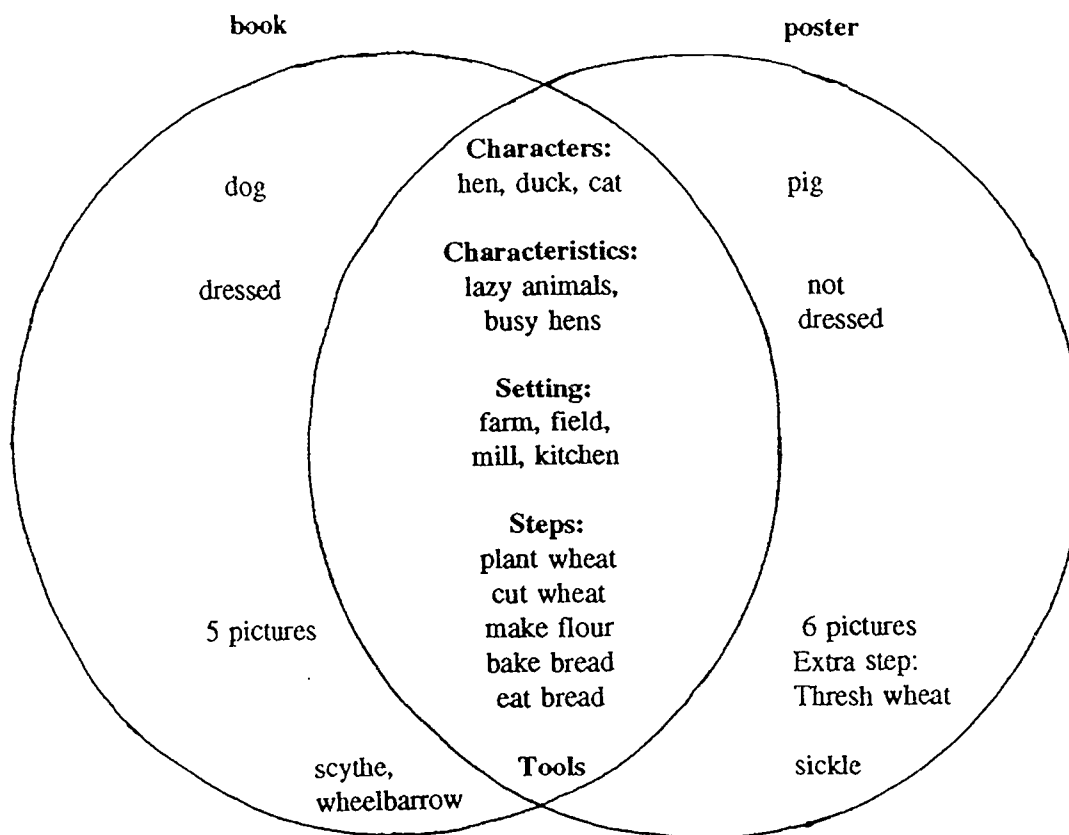 book
poster
Characters:
dog
hen, duck, cat
pig
Characteristics:
dressed
lazy animals,
busy hens
not
dressed
Setting:
farm, field,
mill, kitchen
Steps:
plant wheat
cut wheat
make flour
bake bread
eat bread
5 pictures
6 pictures
Extra step:
Thresh wheat
scythe,
wheelbarrow
Tools
sickle